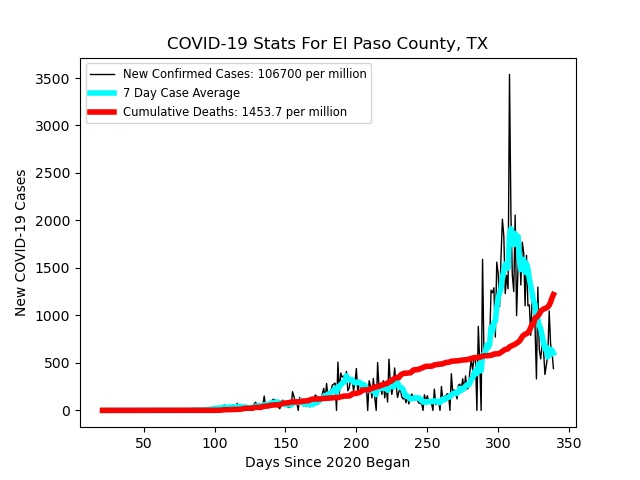 COVID-19 Stats For El Paso County, TX
New Confirmed Cases: 106700 per million
7 Day Case Average
Cumulative Deaths: 1453.7 per million
New COVID-19 Cases
3500
3000
2500
2000
1500
1000
500
0
50 100 150 200 250 300 350
Days Since 2020 Began